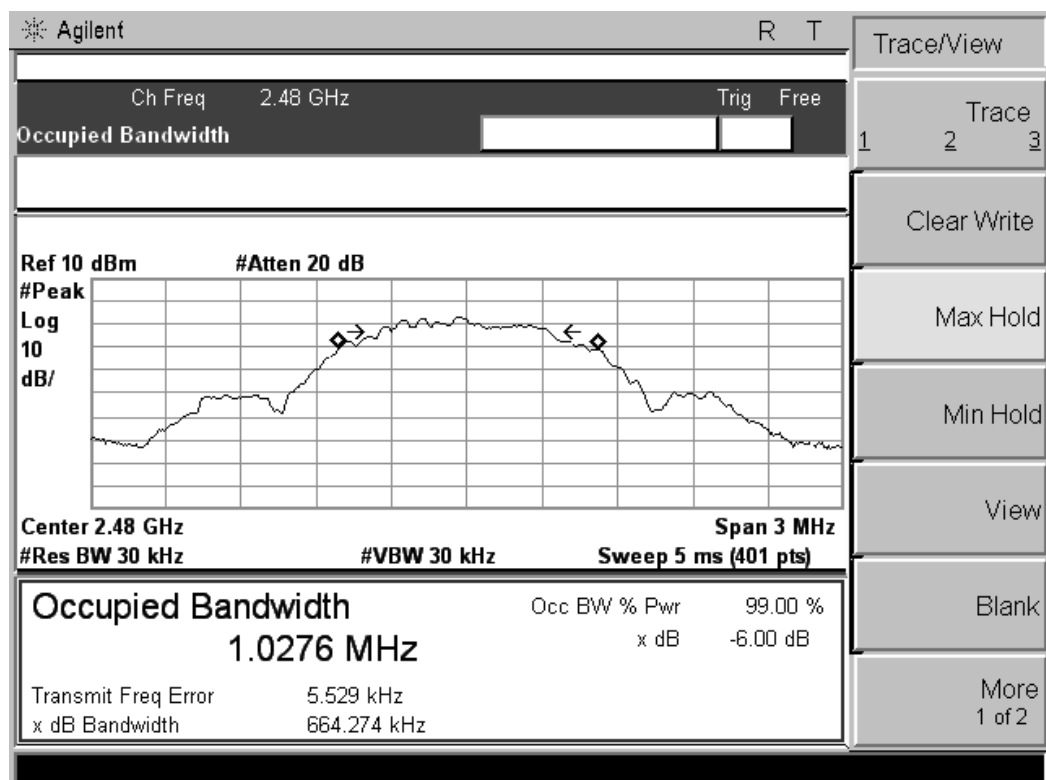 Agilent R T
Ch Freq 2.48 GHz Trig Free
Occupied Bandwidth
Ref 10 dBm #Atten 20 dB
#Peak
Log
10
dB/
Center 2.48 GHz Span 3 MHz
#Res BW 30 kHz #VBW 30 kHz Sweep 5 ms (401 pts)
Occupied Bandwidth
1.0276 MHz
Occ BW % Pwr 99.00 %
x dB -6.00 dB
Transmit Freq Error 5.529 kHz
x dB Bandwidth 664.274 kHz
Trace/View
Trace
1 2 3
Clear Write
Max Hold
Min Hold
View
Blank
More
1 of 2